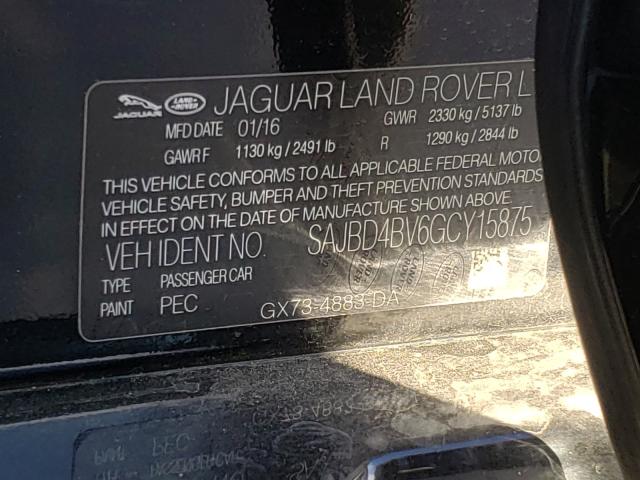 JAGUAR LAND-ROVER JAGUAR LAND ROVER L
MFD DATE 01/16 GWR 2330 kg / 5137 lb
GAWR F 1130 kg / 2491 lb R 1290 kg / 2844 lb
THIS VEHICLE CONFORMS TO ALL APPLICABLE FEDERAL MOTO
VEHICLE SAFETY, BUMPER AND THEFT PREVENTION STANDARDS
IN EFFECT ON THE DATE OF MANUFACTURE SHOWN ABOVE.
VEH IDENT NO. SAJBD4BV6GCY15875
TYPE PASSENGER CAR
PAINT PEC GX73-4883-DA